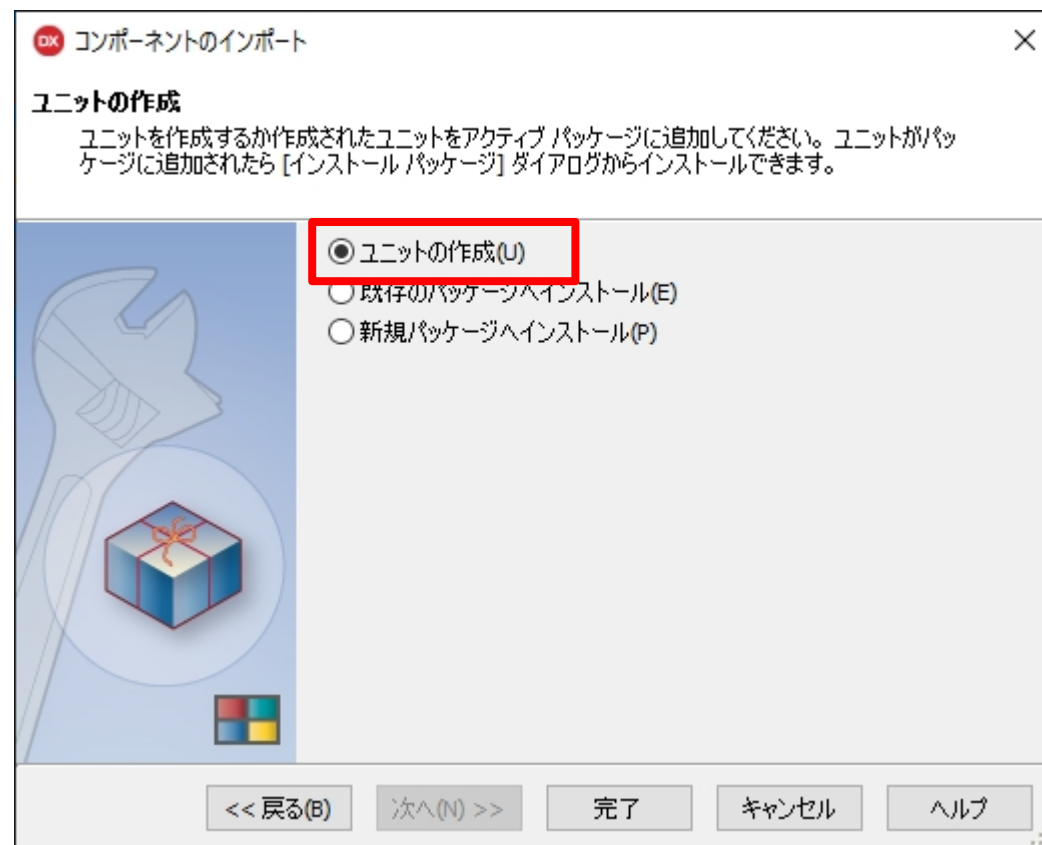 DX コンポーネントのインポート
ユニットの作成
ユニットを作成するか作成されたユニットをアクティブ パッケージに追加してください。ユニットがパッ
ケージに追加されたら [インストール パッケージ] ダイアログからインストールできます。
ユニットの作成(U)
既存のパッケージへインストール(E)
新規パッケージへインストール(P)
<< 戻る(B) 次へ(N) >> 完了 キャンセル ヘルプ